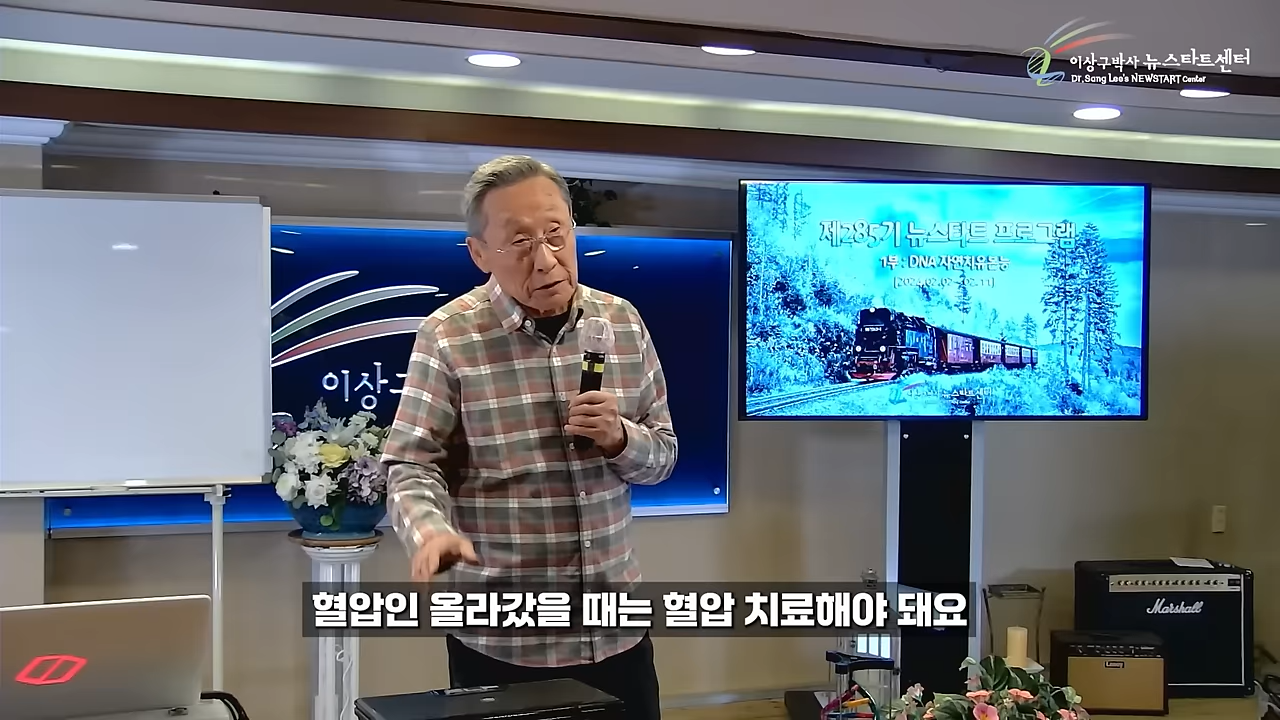 이상구박사 뉴스타트센터
Dr. Sang Lee's NEWSTART Center
제285기 뉴스타트 프로그램
1부 : DNA 자연치유본능
이상구
Marshall
Laney
혈압인 올라갔을 때는 혈압 치료해야 돼요